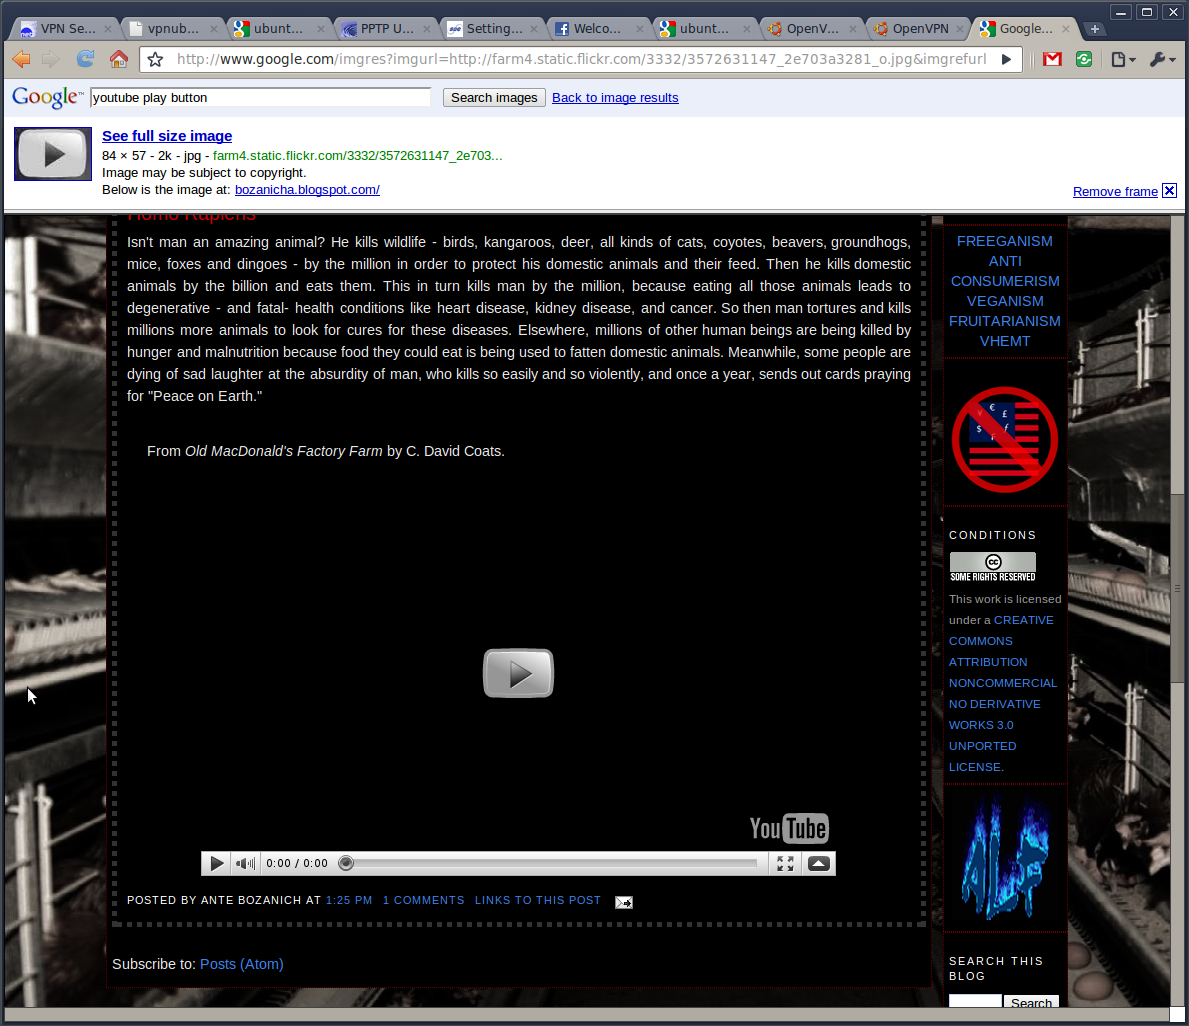 VPN Se...
vpnub...
ubunt...
PPTP U...
Setting...
Welco...
ubunt...
OpenV...
OpenVPN
Google...
http://www.google.com/imgres?imgurl=http://farm4.static.flickr.com/3332/3572631147_2e703a3281_o.jpg&imgrefurl
Google™
youtube play button
Search images
Back to image results
See full size image
84 × 57 - 2k - jpg - farm4.static.flickr.com/3332/3572631147_2e703...
Image may be subject to copyright.
Below is the image at: bozanicha.blogspot.com/
Remove frame
Homo Rapiens
Isn't man an amazing animal? He kills wildlife - birds, kangaroos, deer, all kinds of cats, coyotes, beavers, groundhogs,
mice, foxes and dingoes - by the million in order to protect his domestic animals and their feed. Then he kills domestic
animals by the billion and eats them. This in turn kills man by the million, because eating all those animals leads to
degenerative - and fatal- health conditions like heart disease, kidney disease, and cancer. So then man tortures and kills
millions more animals to look for cures for these diseases. Elsewhere, millions of other human beings are being killed by
hunger and malnutrition because food they could eat is being used to fatten domestic animals. Meanwhile, some people are
dying of sad laughter at the absurdity of man, who kills so easily and so violently, and once a year, sends out cards praying
for "Peace on Earth."
From Old MacDonald's Factory Farm by C. David Coats.
YouTube
0:00 / 0:00
POSTED BY ANTE BOZANICH AT 1:25 PM 1 COMMENTS LINKS TO THIS POST
Subscribe to: Posts (Atom)
FREEGANISM
ANTI
CONSUMERISM
VEGANISM
FRUITARIANISM
VHEMT
CONDITIONS
cc
SOME RIGHTS RESERVED
This work is licensed
under a CREATIVE
COMMONS
ATTRIBUTION
NONCOMMERCIAL
NO DERIVATIVE
WORKS 3.0
UNPORTED
LICENSE.
ALF
SEARCH THIS
BLOG
Search